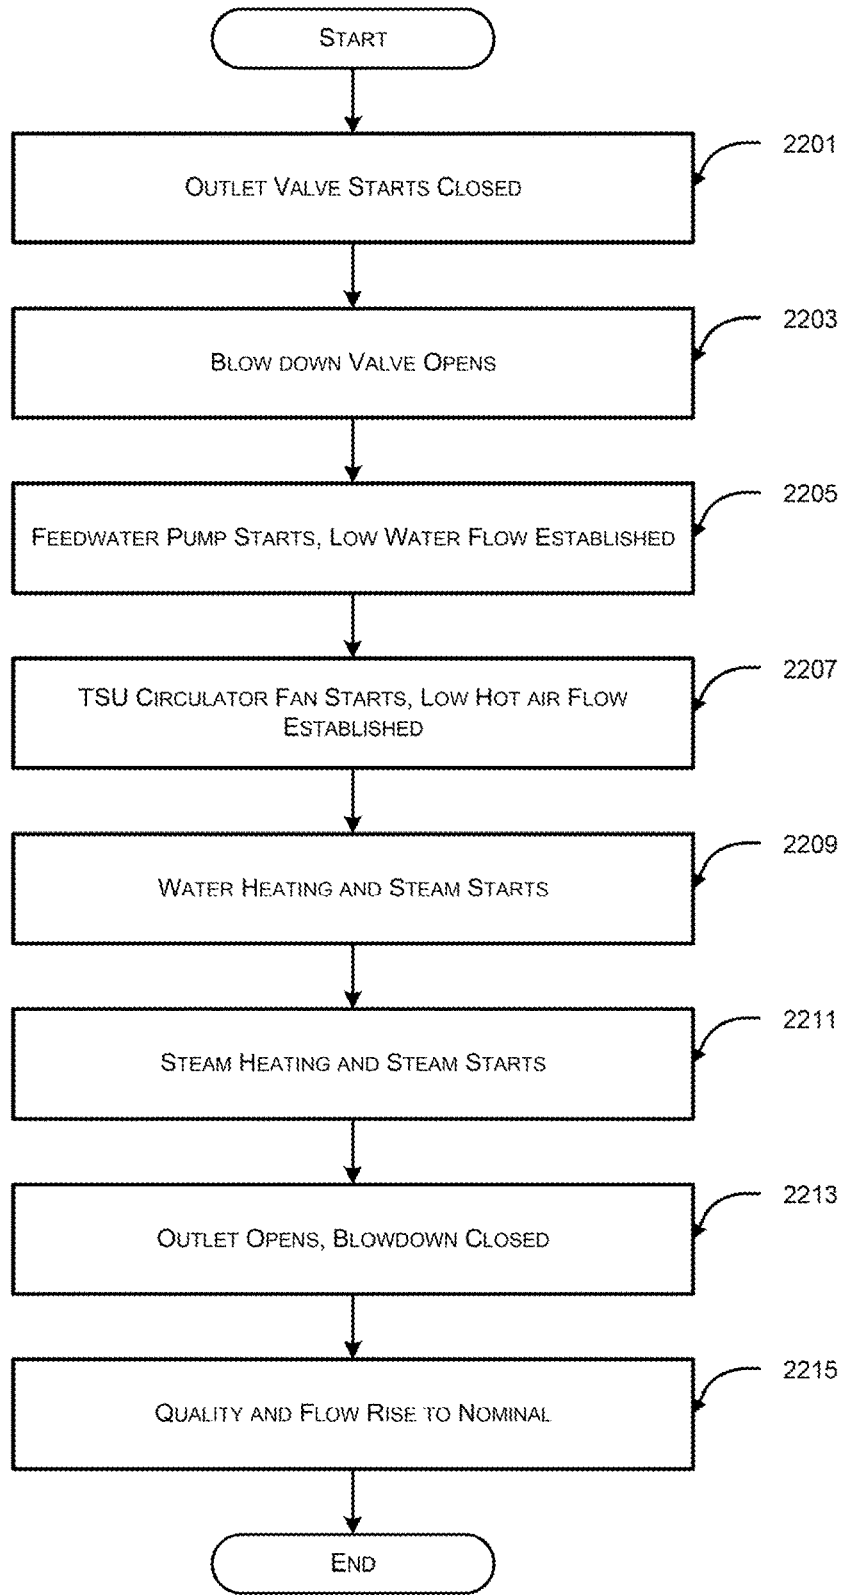 START
OUTLET VALVE STARTS CLOSED
2201
BLOW DOWN VALVE OPENS
2203
FEEDWATER PUMP STARTS, LOW WATER FLOW ESTABLISHED
2205
TSU CIRCULATOR FAN STARTS, LOW HOT AIR FLOW
ESTABLISHED
2207
WATER HEATING AND STEAM STARTS
2209
STEAM HEATING AND STEAM STARTS
2211
OUTLET OPENS, BLOWDOWN CLOSED
2213
QUALITY AND FLOW RISE TO NOMINAL
2215
END